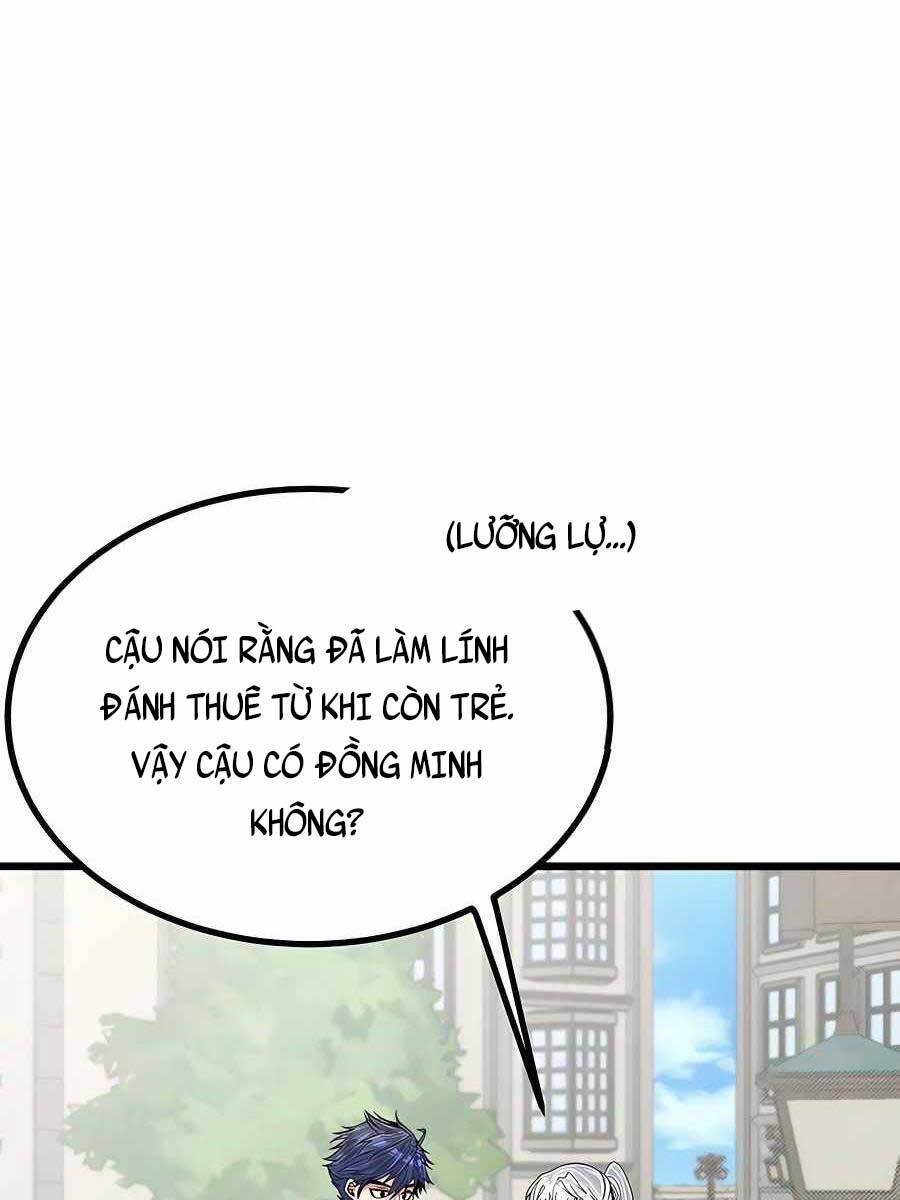 (LƯỠNG LỰ...)
CẬU NÓI RẰNG ĐÃ LÀM LÍNH
ĐÁNH THUÊ TỪ KHI CÒN TRẺ.
VẬY CẬU CÓ ĐỒNG MINH
KHÔNG?